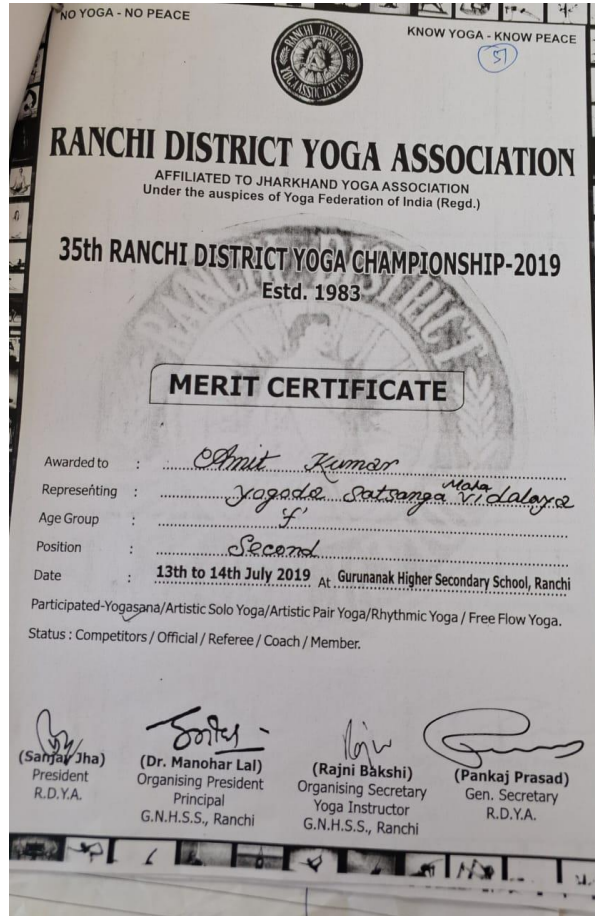 NO YOGA - NO PEACE
KNOW YOGA - KNOW PEACE
51
RANCHI DISTRICT
YOGA ASSOCIATION
RANCHI DISTRICT YOGA ASSOCIATION
AFFILIATED TO JHARKHAND YOGA ASSOCIATION
Under the auspices of Yoga Federation of India (Regd.)
35th RANCHI DISTRICT YOGA CHAMPIONSHIP-2019
Estd. 1983
MERIT CERTIFICATE
Awarded to : Amit Kumar
Representing : Yogoda Satsanga Maha Vidalaya
Age Group : 'f'
Position : Second
Date : 13th to 14th July 2019 At Gurunanak Higher Secondary School, Ranchi
Participated-Yogasana/Artistic Solo Yoga/Artistic Pair Yoga/Rhythmic Yoga / Free Flow Yoga.
Status : Competitors / Official / Referee / Coach / Member.
(Sanjay Jha)
President
R.D.Y.A.
(Dr. Manohar Lal)
Organising President
Principal
G.N.H.S.S., Ranchi
(Rajni Bakshi)
Organising Secretary
Yoga Instructor
G.N.H.S.S., Ranchi
(Pankaj Prasad)
Gen. Secretary
R.D.Y.A.